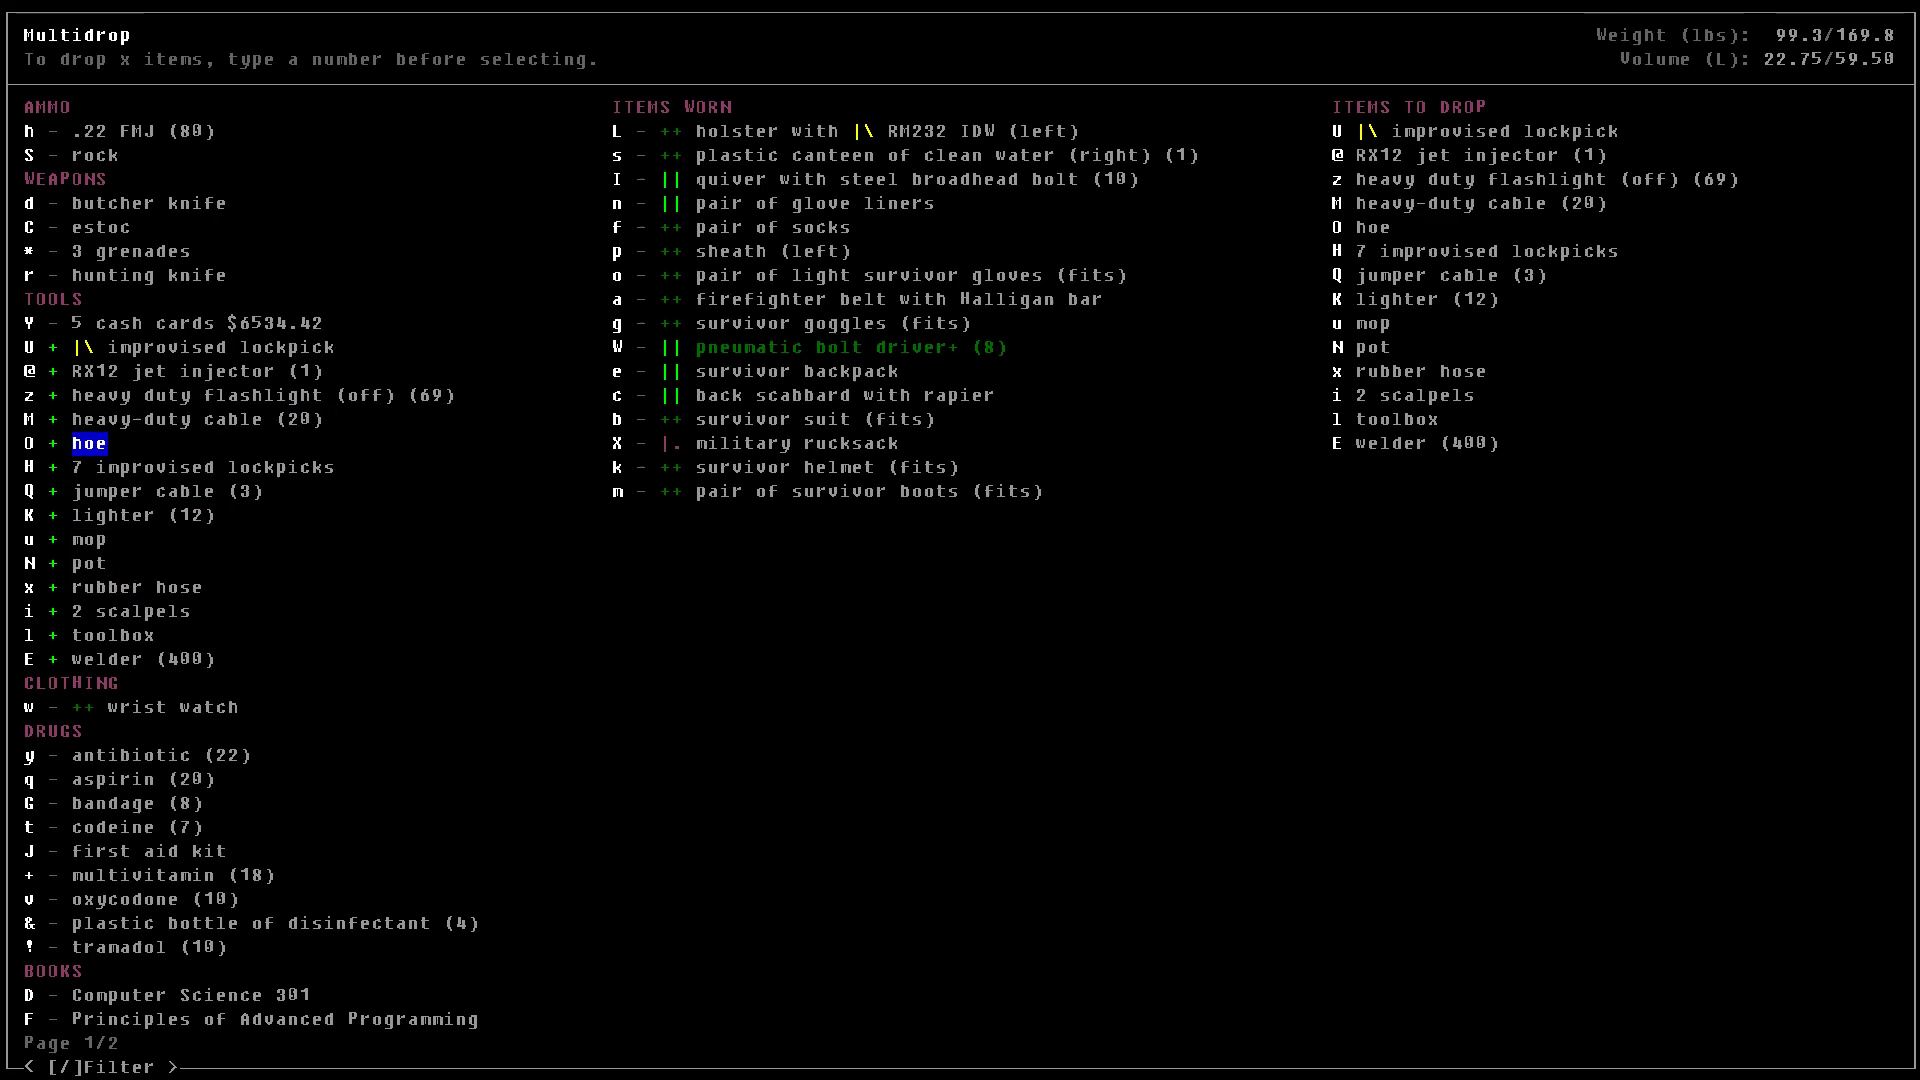 Multidrop
To drop x items, type a number before selecting.
Weight (lbs): 99.3/169.8
Volume (L): 22.75/59.50
AMMO
h - .22 FMJ (80)
S - rock
WEAPONS
d - butcher knife
C - estoc
* - 3 grenades
r - hunting knife
TOOLS
Y - 5 cash cards $6534.42
U + |\ improvised lockpick
@ + RX12 jet injector (1)
z + heavy duty flashlight (off) (69)
M + heavy-duty cable (20)
O + hoe
H + 7 improvised lockpicks
Q + jumper cable (3)
K + lighter (12)
u + mop
N + pot
x + rubber hose
i + 2 scalpels
l + toolbox
E + welder (400)
CLOTHING
w - ++ wrist watch
DRUGS
y - antibiotic (22)
q - aspirin (20)
G - bandage (8)
t - codeine (7)
J - first aid kit
+ - multivitamin (18)
v - oxycodone (10)
& - plastic bottle of disinfectant (4)
! - tramadol (10)
BOOKS
D - Computer Science 301
F - Principles of Advanced Programming
Page 1/2
< [/]Filter >
ITEMS WORN
L - ++ holster with |\ RM232 IDW (left)
s - ++ plastic canteen of clean water (right) (1)
I - || quiver with steel broadhead bolt (10)
n - || pair of glove liners
f - ++ pair of socks
p - ++ sheath (left)
o - ++ pair of light survivor gloves (fits)
a - ++ firefighter belt with Halligan bar
g - ++ survivor goggles (fits)
W - || pneumatic bolt driver+ (8)
e - || survivor backpack
c - || back scabbard with rapier
b - ++ survivor suit (fits)
X - |. military rucksack
k - ++ survivor helmet (fits)
m - ++ pair of survivor boots (fits)
ITEMS TO DROP
U |\ improvised lockpick
@ RX12 jet injector (1)
z heavy duty flashlight (off) (69)
M heavy-duty cable (20)
O hoe
H 7 improvised lockpicks
Q jumper cable (3)
K lighter (12)
u mop
N pot
x rubber hose
i 2 scalpels
l toolbox
E welder (400)